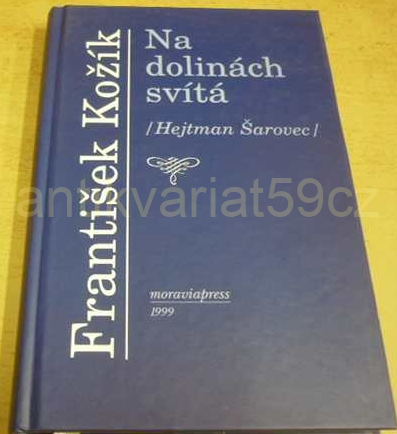 František Kožík
Na
dolinách
svítá
/Hejtman Šarovec/
antikvariat59cz
moraviapress
1999